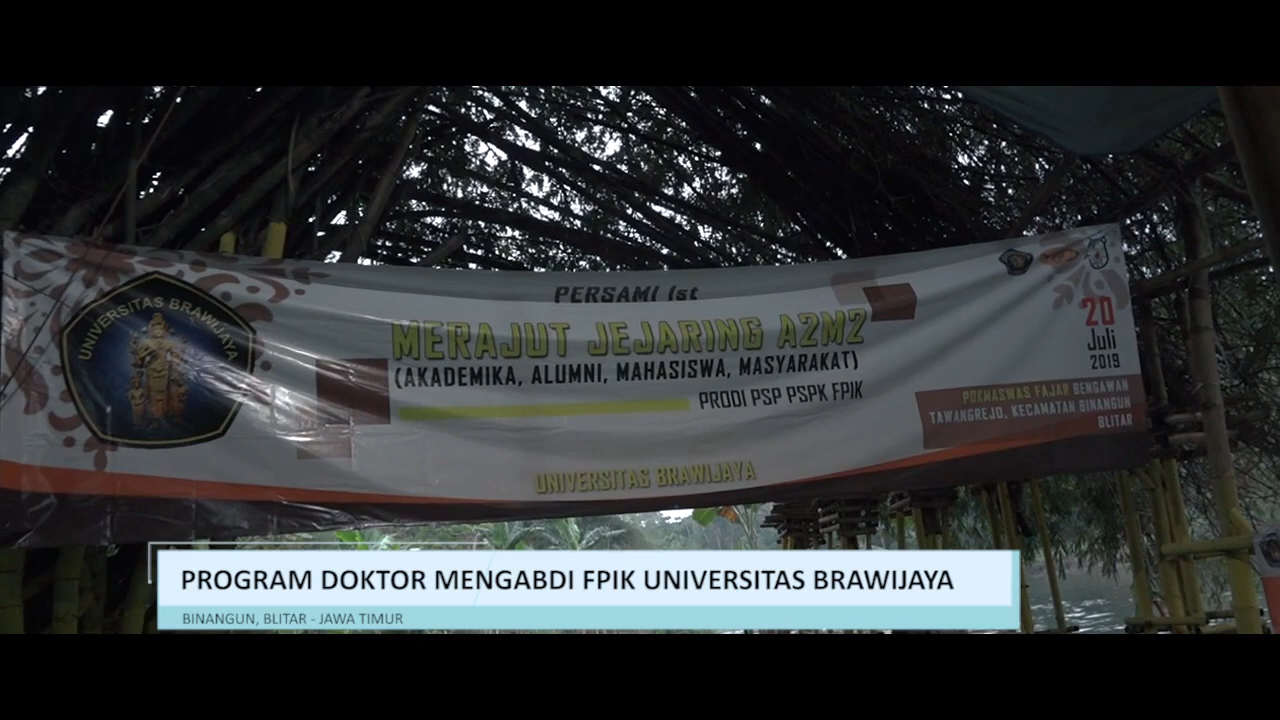 PERSAMI 1st
MERAJUT JEJARING A2M2
(AKADEMIKA, ALUMNI, MAHASISWA, MASYARAKAT)
PRODI PSP PSPK FPIK
UNIVERSITAS BRAWIJAYA
UNIVERSITAS BRAWIJAYA
20
Juli
2019
POKMASWAS FAJAR BENGAWAN
TAWANGREJO, KECAMATAN BINANGUN
BLITAR
PROGRAM DOKTOR MENGABDI FPIK UNIVERSITAS BRAWIJAYA
BINANGUN, BLITAR - JAWA TIMUR